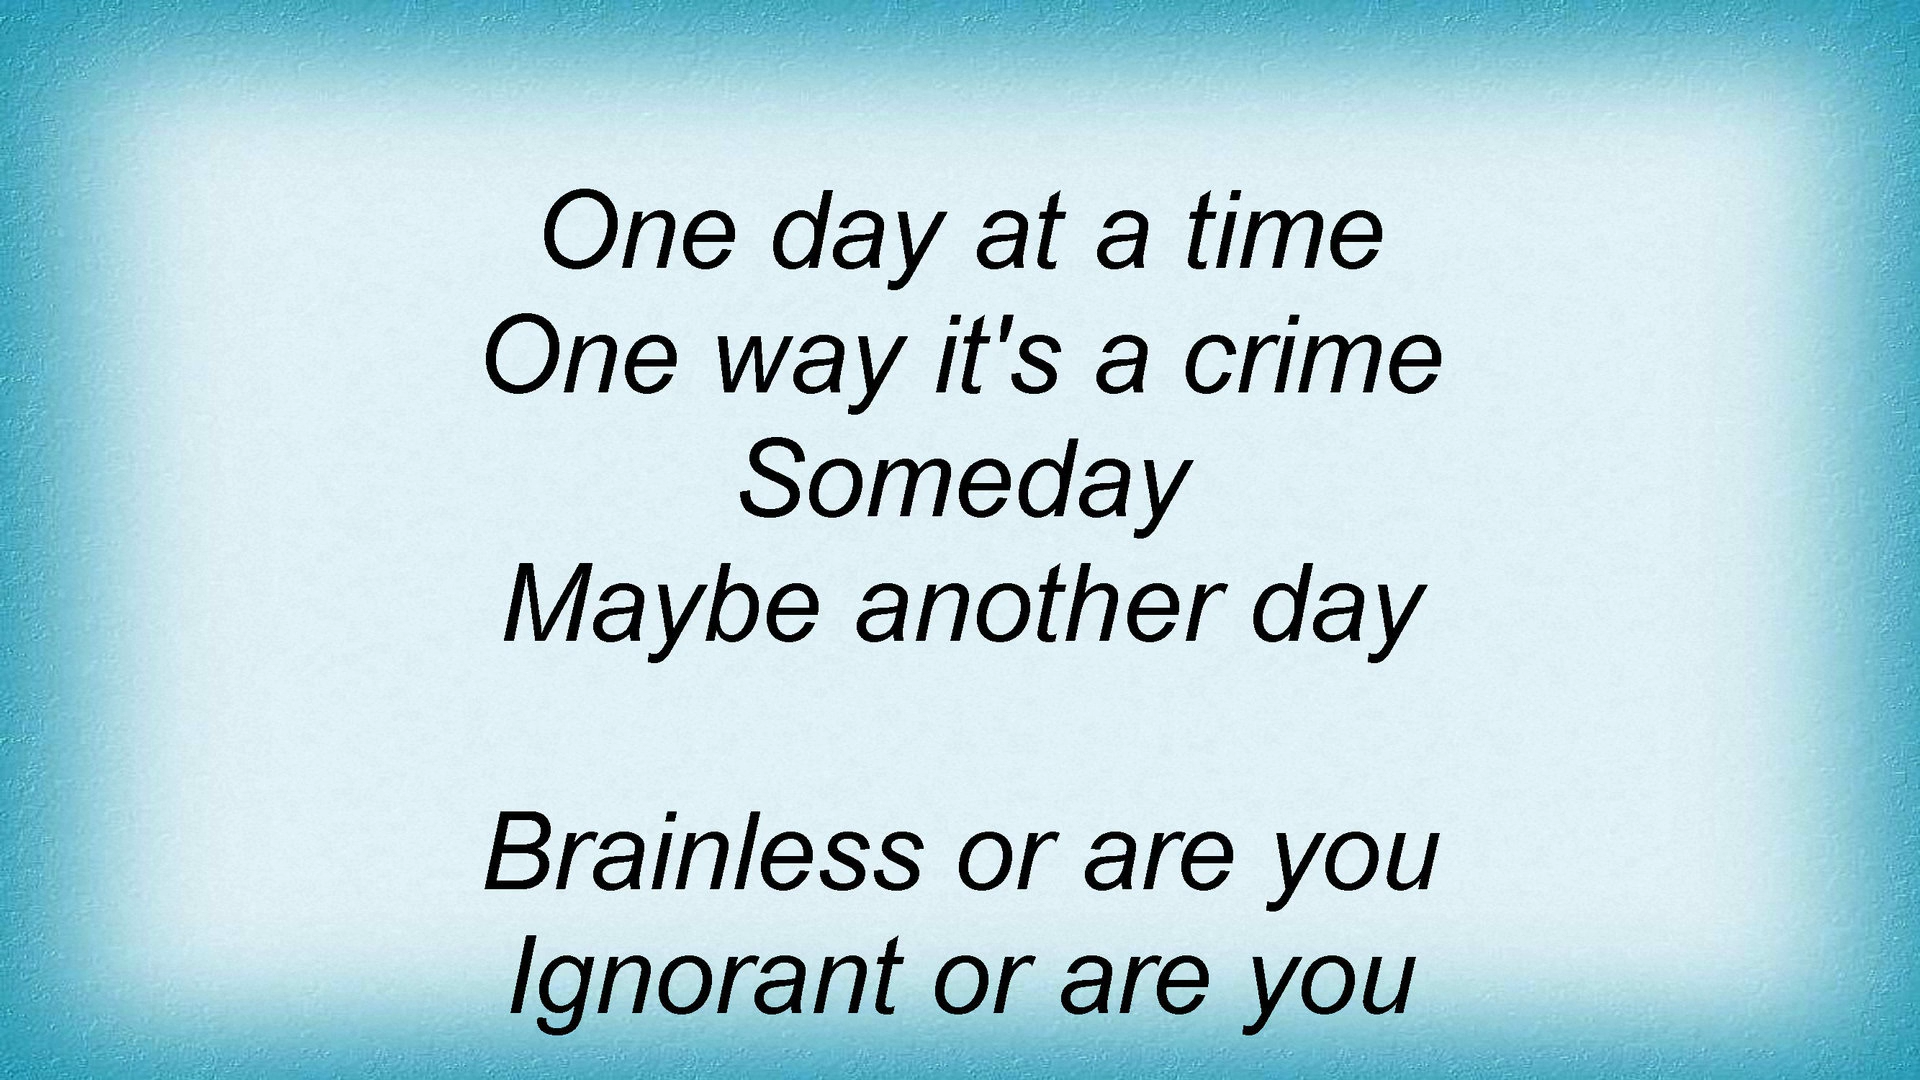 One day at a time
One way it's a crime
Someday
Maybe another day
Brainless or are you
Ignorant or are you